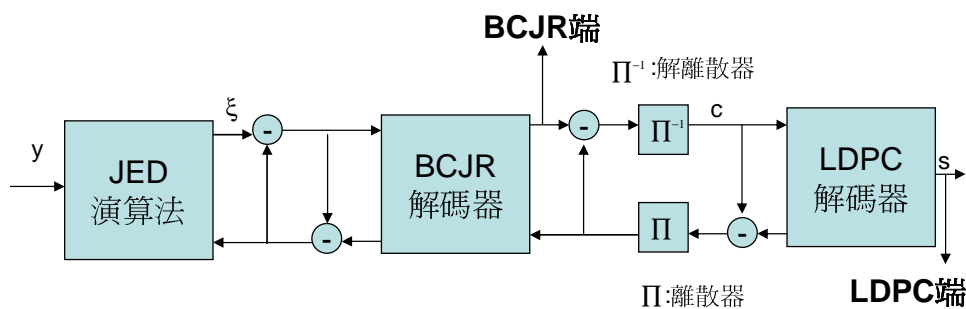 BCJR端
Π⁻¹:解離散器
y
JED
演算法
ξ
-
-
BCJR
解碼器
-
Π⁻¹
c
Π
-
LDPC
解碼器
s
Π:離散器
LDPC端